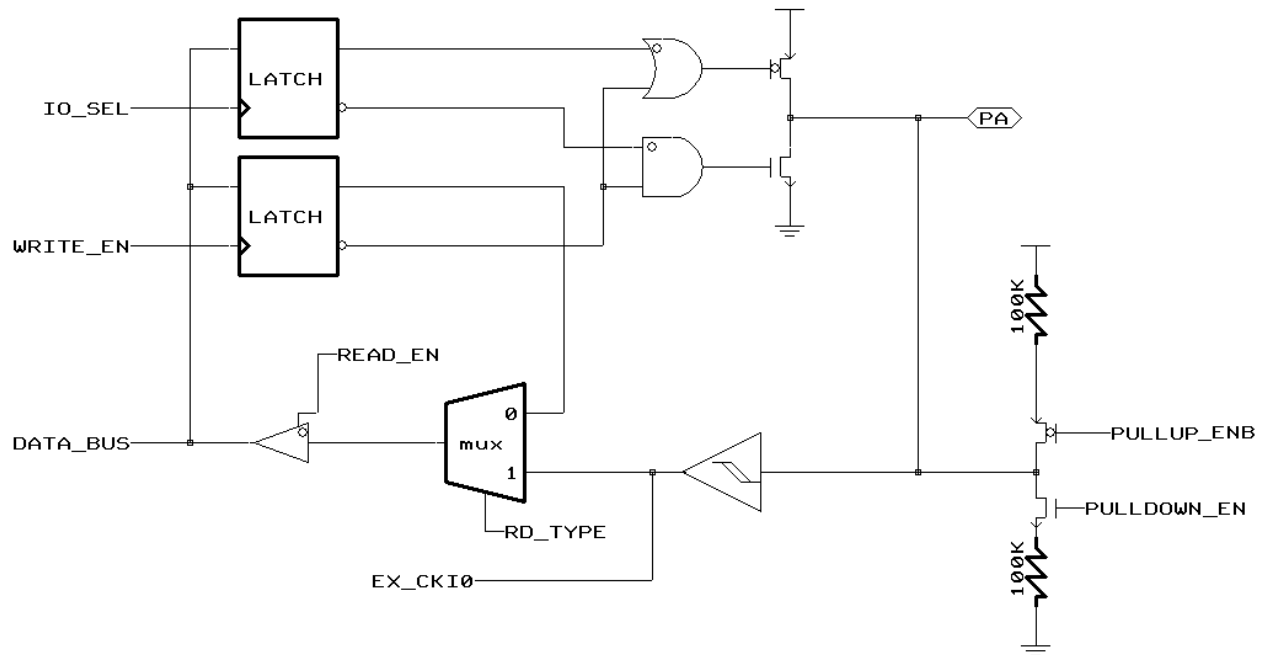 LATCH
IO_SEL
PA
LATCH
WRITE_EN
100K
READ_EN
0
DATA_BUS
mux
PULLUP_ENB
1
PULLDOWN_EN
RD_TYPE
100K
EX_CKI0